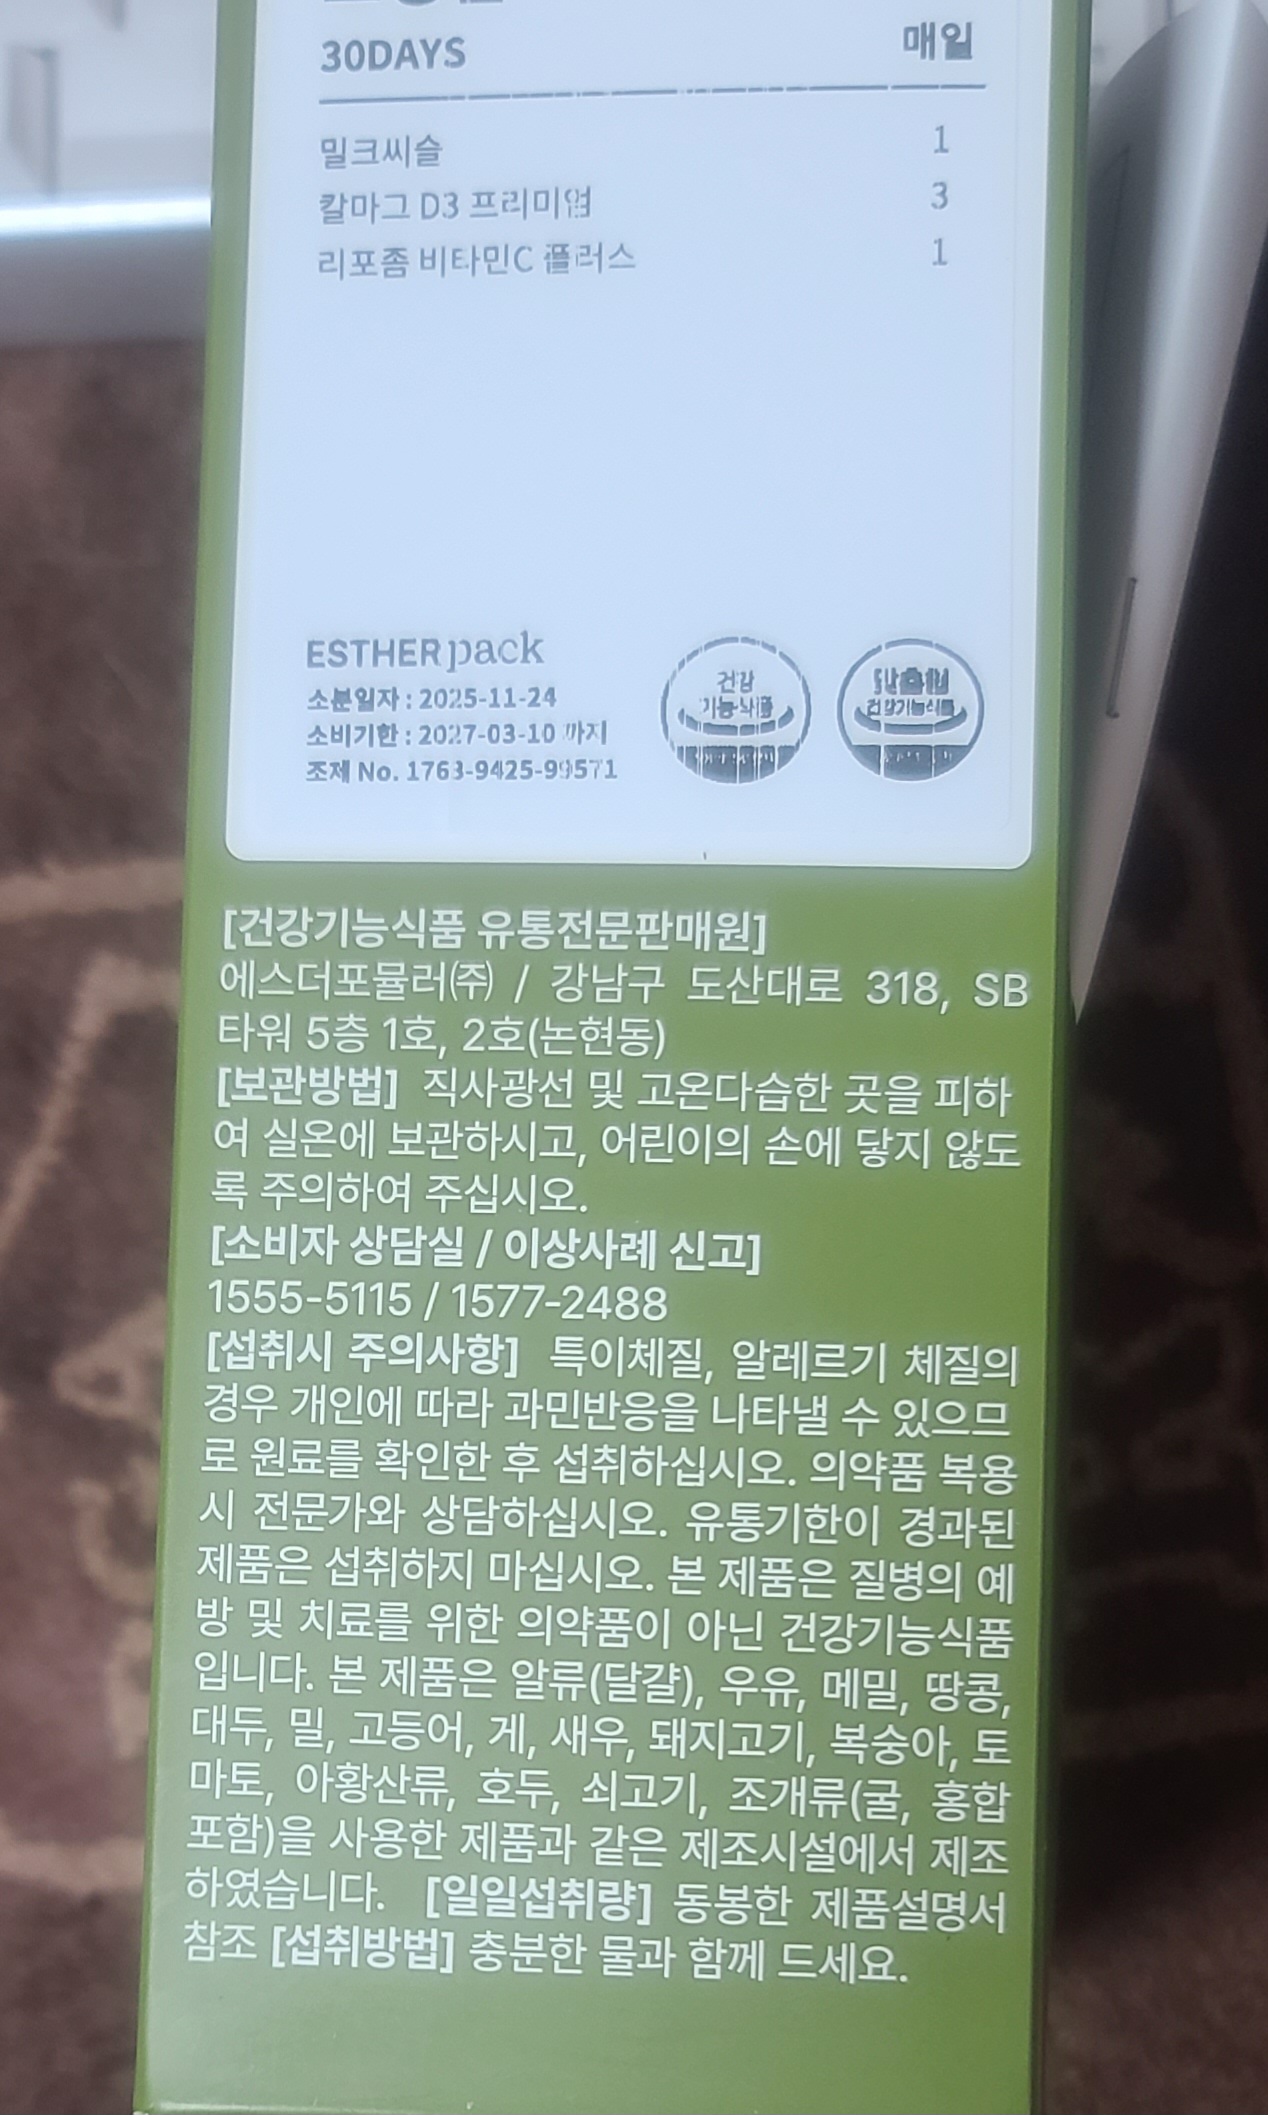 30DAYS 매일
밀크씨슬 1
칼마그 D3 프리미엄 3
리포좀 비타민C 플러스 1
ESTHER pack
소분일자 : 2025-11-24
소비기한 : 2027-03-10 까지
조제 No. 1763-9425-99571
건강
기능식품
건강기능식품
[건강기능식품 유통전문판매원]
에스더포뮬러㈜ / 강남구 도산대로 318, SB
타워 5층 1호, 2호(논현동)
[보관방법] 직사광선 및 고온다습한 곳을 피하
여 실온에 보관하시고, 어린이의 손에 닿지 않도
록 주의하여 주십시오.
[소비자 상담실 / 이상사례 신고]
1555-5115 / 1577-2488
[섭취시 주의사항] 특이체질, 알레르기 체질의
경우 개인에 따라 과민반응을 나타낼 수 있으므
로 원료를 확인한 후 섭취하십시오. 의약품 복용
시 전문가와 상담하십시오. 유통기한이 경과된
제품은 섭취하지 마십시오. 본 제품은 질병의 예
방 및 치료를 위한 의약품이 아닌 건강기능식품
입니다. 본 제품은 알류(달걀), 우유, 메밀, 땅콩,
대두, 밀, 고등어, 게, 새우, 돼지고기, 복숭아, 토
마토, 아황산류, 호두, 쇠고기, 조개류(굴, 홍합
포함)을 사용한 제품과 같은 제조시설에서 제조
하였습니다. [일일섭취량] 동봉한 제품설명서
참조 [섭취방법] 충분한 물과 함께 드세요.